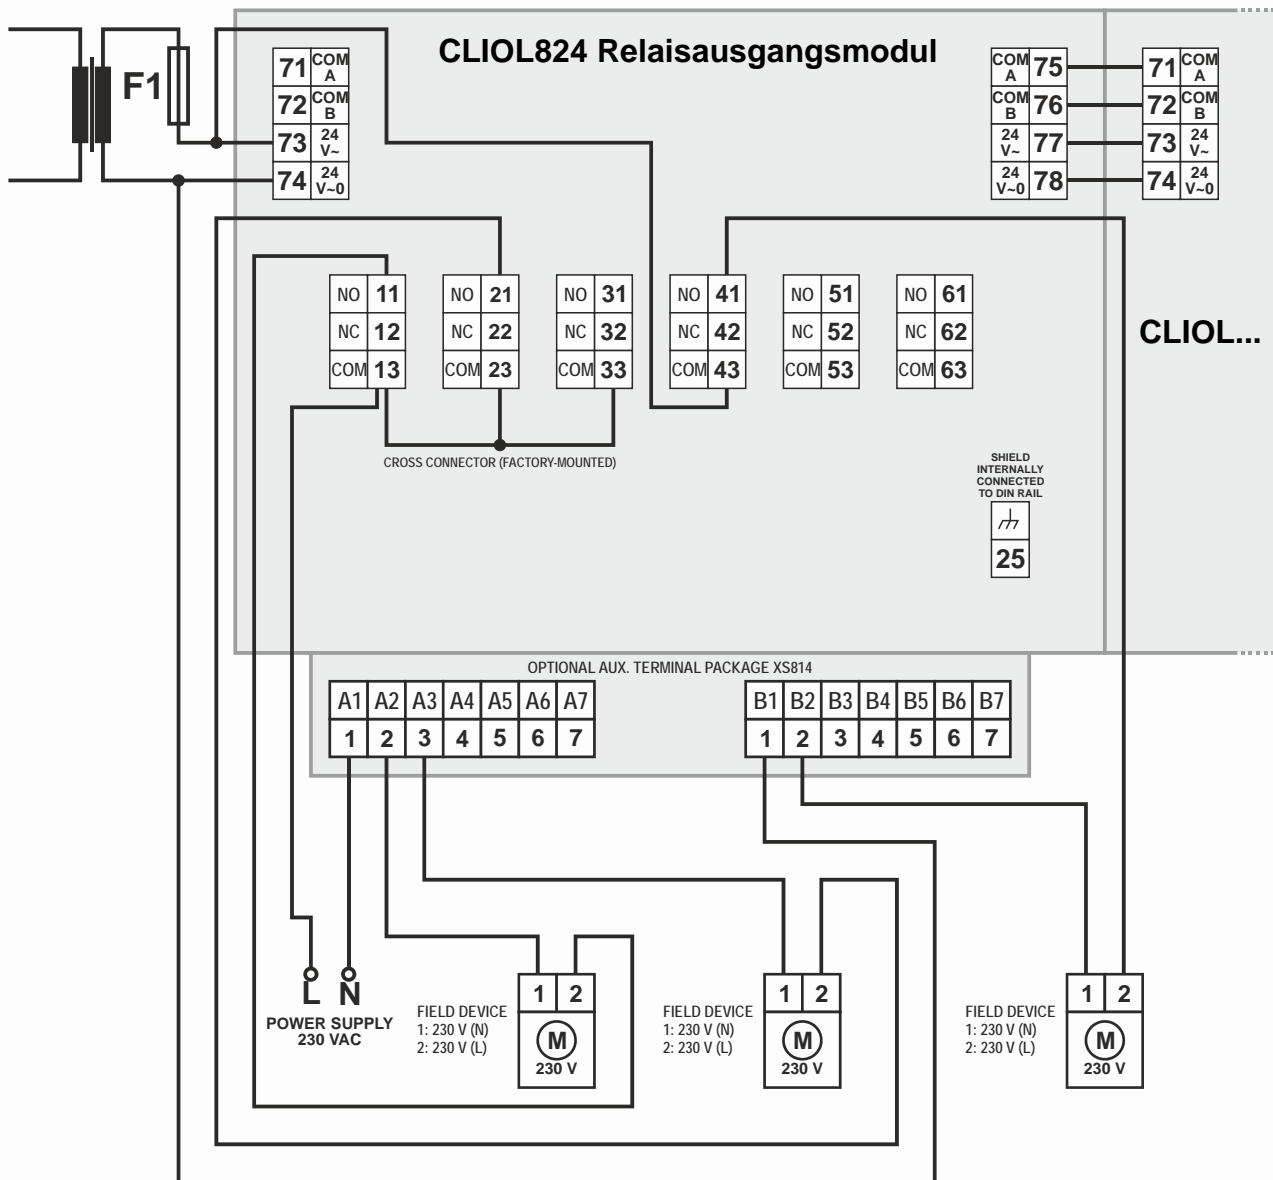 CLIOL824 Relaisausgangsmodul
F1
71 COM A
72 COM B
73 24 V~
74 24 V~0
COM A 75
COM B 76
24 V~ 77
24 V~0 78
71 COM A
72 COM B
73 24 V~
74 24 V~0
NO 11
NC 12
COM 13
NO 21
NC 22
COM 23
NO 31
NC 32
COM 33
NO 41
NC 42
COM 43
NO 51
NC 52
COM 53
NO 61
NC 62
COM 63
CLIOL...
CROSS CONNECTOR (FACTORY-MOUNTED)
SHIELD
INTERNALLY
CONNECTED
TO DIN RAIL
25
OPTIONAL AUX. TERMINAL PACKAGE XS814
A1 A2 A3 A4 A5 A6 A7
1 2 3 4 5 6 7
B1 B2 B3 B4 B5 B6 B7
1 2 3 4 5 6 7
L N
POWER SUPPLY
230 VAC
FIELD DEVICE
1: 230 V (N)
2: 230 V (L)
1 2
M
230 V
FIELD DEVICE
1: 230 V (N)
2: 230 V (L)
1 2
M
230 V
FIELD DEVICE
1: 230 V (N)
2: 230 V (L)
1 2
M
230 V